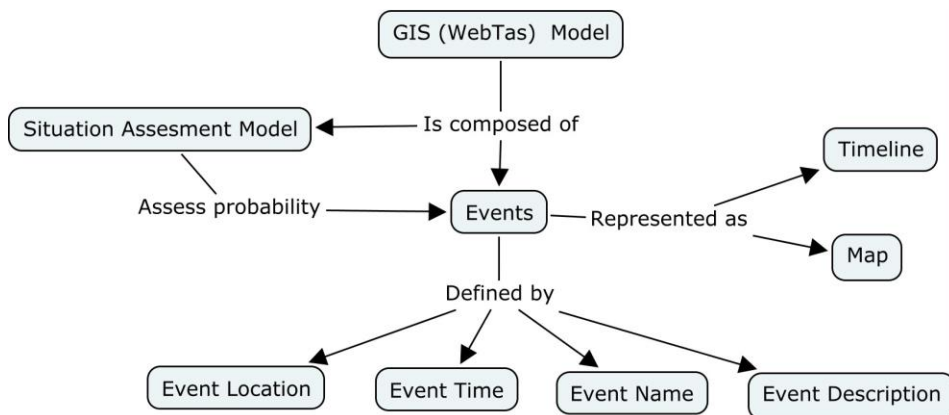 GIS (WebTas) Model
Situation Assesment Model
Is composed of
Timeline
Assess probability
Events
Represented as
Map
Defined by
Event Location
Event Time
Event Name
Event Description